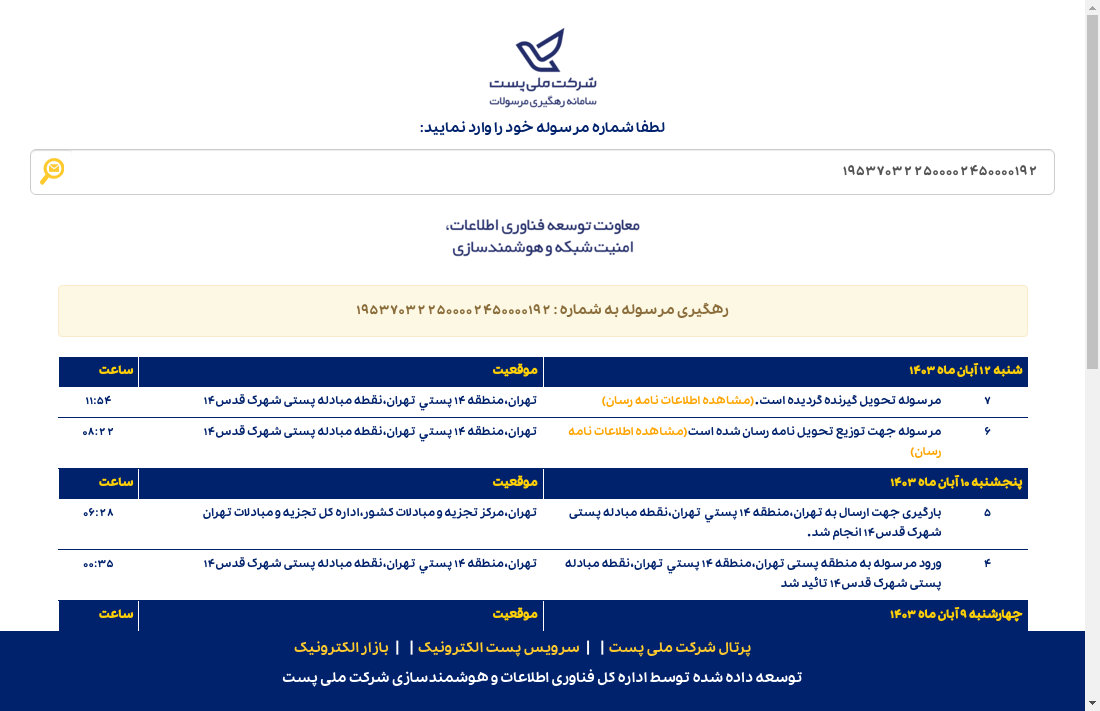 شرکت ملی پست
سامانه رهگیری مرسولات
لطفا شماره مرسوله خود را وارد نمایید:
۱۹۵۳۷۰۳۲۲۵۰۰۰۰۲۴۵۰۰۰۰۱۹۲
معاونت توسعه فناوری اطلاعات،
امنیت شبکه و هوشمندسازی
رهگیری مرسوله به شماره : ۱۹۵۳۷۰۳۲۲۵۰۰۰۰۲۴۵۰۰۰۰۱۹۲
شنبه ۱۲ آبان ماه ۱۴۰۳ موقعیت ساعت
۷ مرسوله تحویل گیرنده گردیده است.(مشاهده اطلاعات نامه رسان) تهران،منطقه ۱۴ پستي تهران،نقطه مبادله پستی شهرک قدس۱۴ ۱۱:۵۴
۶ مرسوله جهت توزیع تحویل نامه رسان شده است(مشاهده اطلاعات نامه تهران،منطقه ۱۴ پستي تهران،نقطه مبادله پستی شهرک قدس۱۴ ۰۸:۲۲
رسان)
پنجشنبه ۱۰ آبان ماه ۱۴۰۳ موقعیت ساعت
۵ بارگیری جهت ارسال به تهران،منطقه ۱۴ پستي تهران،نقطه مبادله پستی تهران،مرکز تجزیه و مبادلات کشور،اداره کل تجزیه و مبادلات تهران ۰۶:۲۸
شهرک قدس۱۴ انجام شد.
۴ ورود مرسوله به منطقه پستی تهران،منطقه ۱۴ پستي تهران،نقطه مبادله تهران،منطقه ۱۴ پستي تهران،نقطه مبادله پستی شهرک قدس۱۴ ۰۰:۳۵
پستی شهرک قدس۱۴ تائید شد
چهارشنبه ۹ آبان ماه ۱۴۰۳ موقعیت ساعت
پرتال شرکت ملی پست | | سرویس پست الکترونیک | | بازار الکترونیک
توسعه داده شده توسط اداره کل فناوری اطلاعات و هوشمندسازی شرکت ملی پست